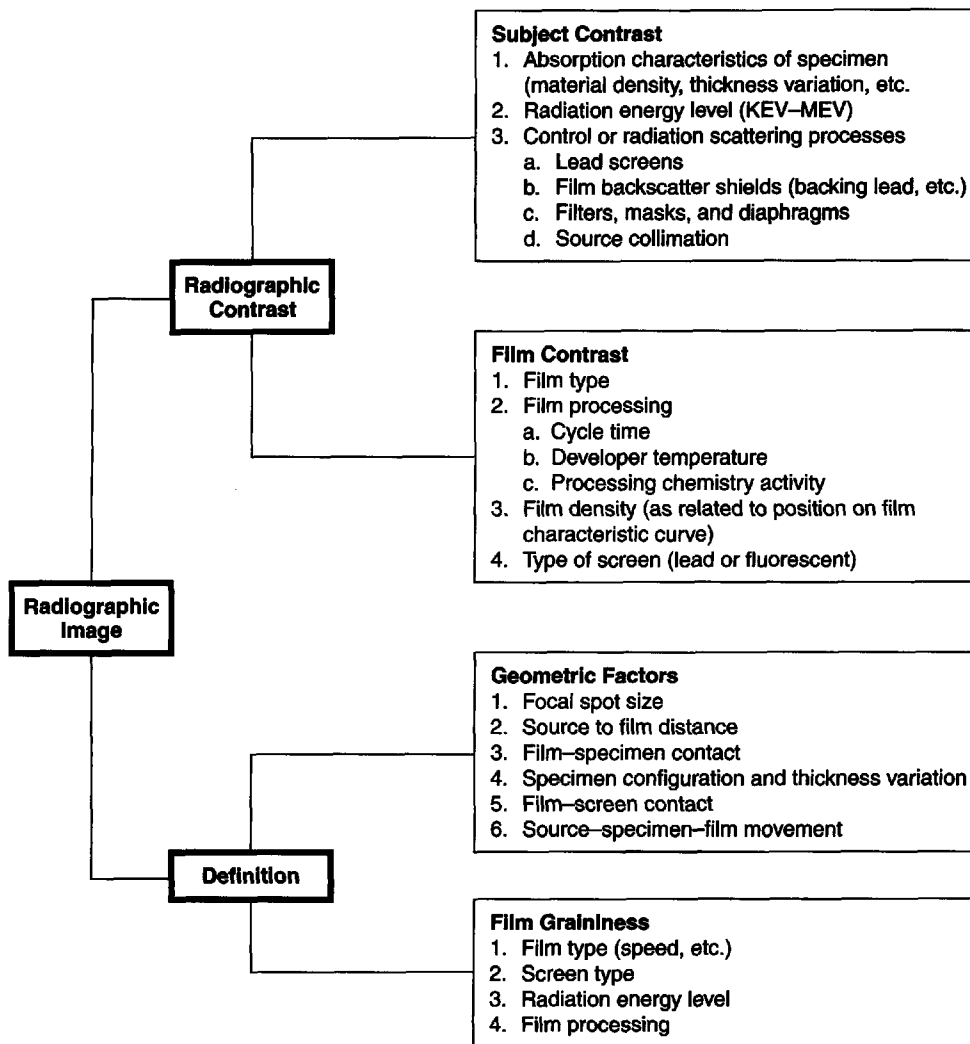 Subject Contrast
1. Absorption characteristics of specimen
(material density, thickness variation, etc.
2. Radiation energy level (KEV–MEV)
3. Control or radiation scattering processes
a. Lead screens
b. Film backscatter shields (backing lead, etc.)
c. Filters, masks, and diaphragms
d. Source collimation
Radiographic
Contrast
Film Contrast
1. Film type
2. Film processing
a. Cycle time
b. Developer temperature
c. Processing chemistry activity
3. Film density (as related to position on film
characteristic curve)
4. Type of screen (lead or fluorescent)
Radiographic
Image
Geometric Factors
1. Focal spot size
2. Source to film distance
3. Film–specimen contact
4. Specimen configuration and thickness variation
5. Film–screen contact
6. Source–specimen–film movement
Definition
Film Graininess
1. Film type (speed, etc.)
2. Screen type
3. Radiation energy level
4. Film processing